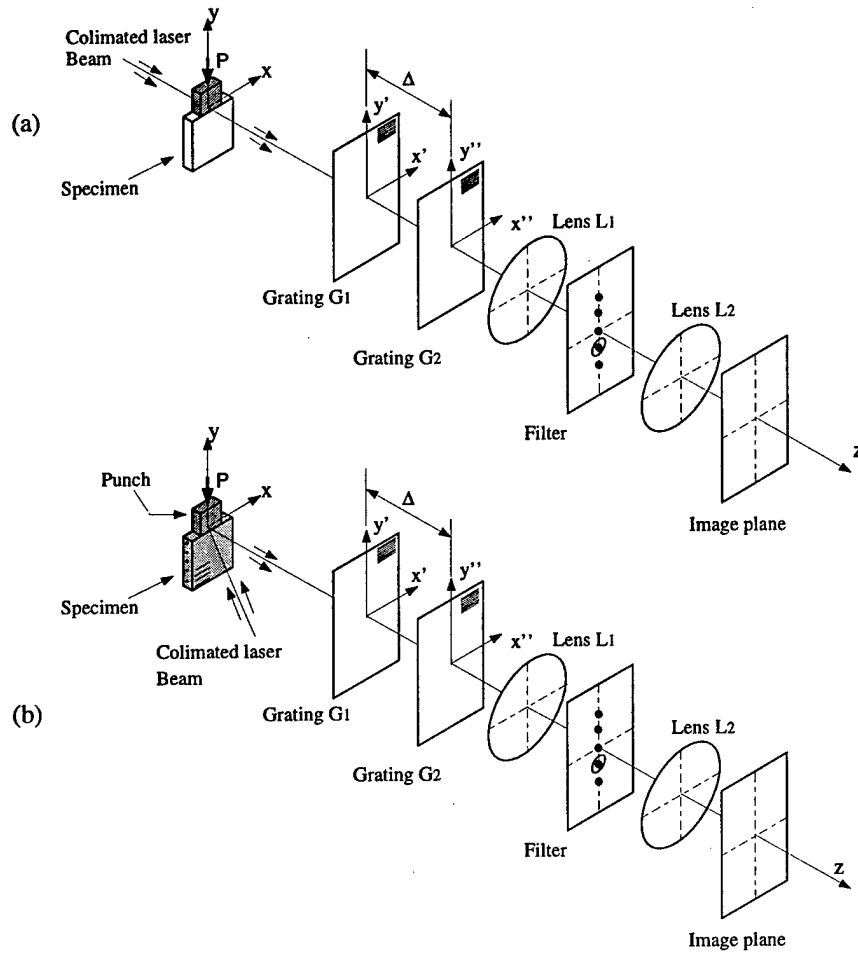 y
Colimated laser
Beam
P
x
Δ
(a)
y'
y''
x'
x''
Specimen
Lens L1
Grating G1
Lens L2
Grating G2
Filter
z
Image plane
y
Punch
P
x
Δ
y'
y''
x'
x''
Specimen
Lens L1
Colimated laser
Beam
(b)
Grating G1
Lens L2
Grating G2
Filter
z
Image plane